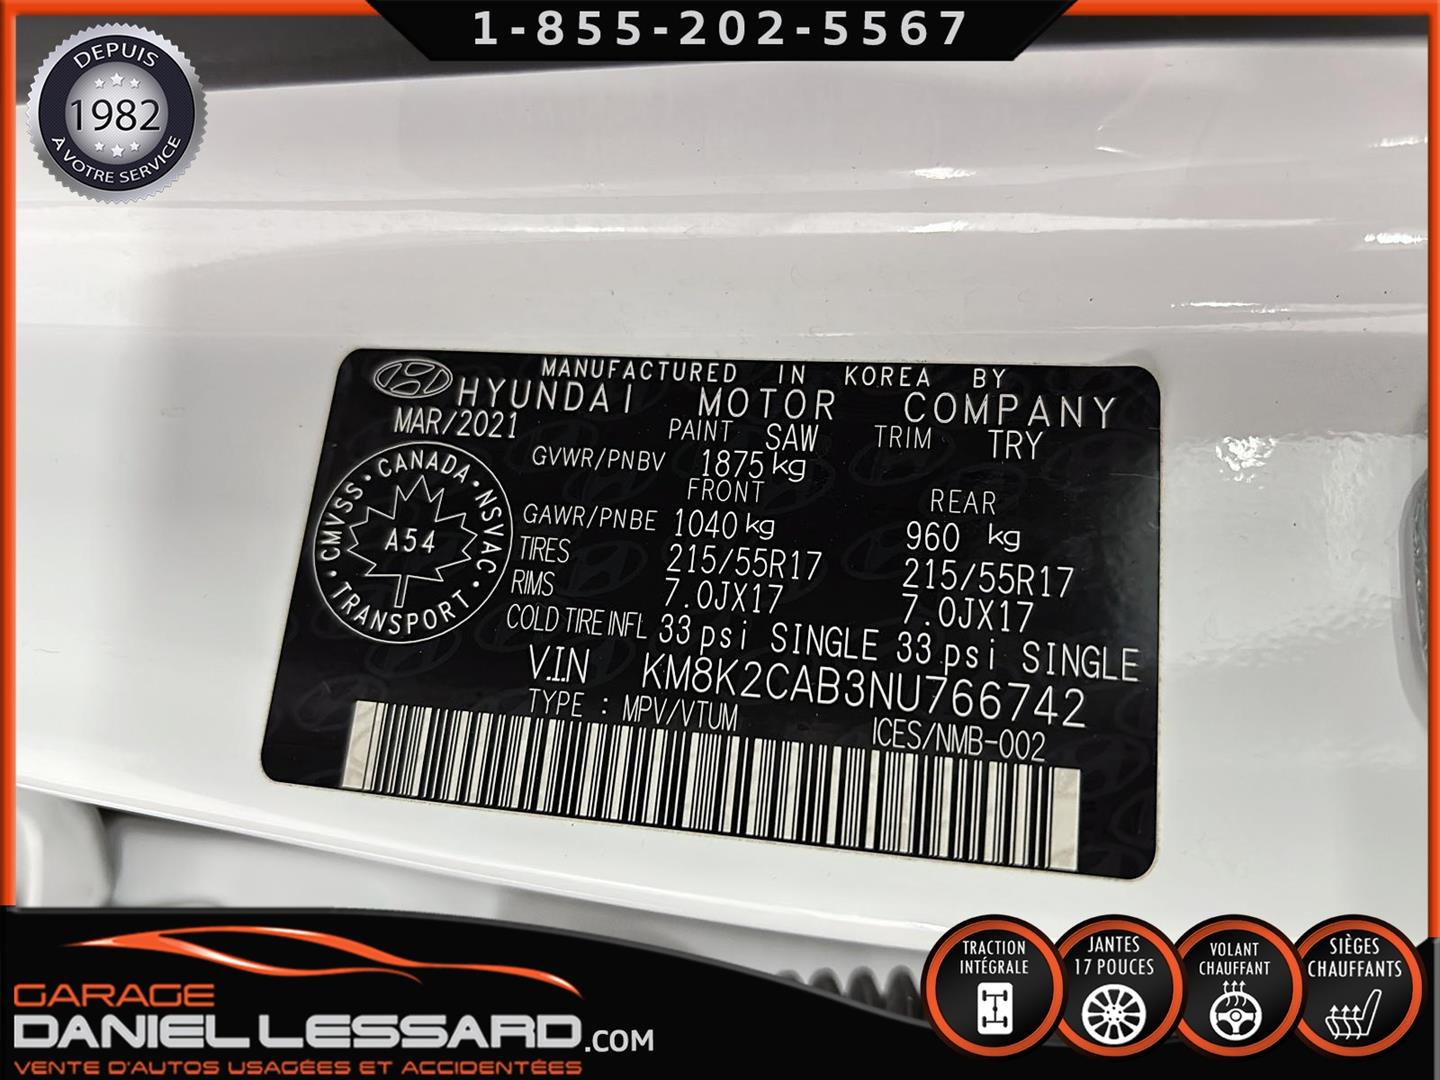 1-855-202-5567
DEPUIS
1982
À VOTRE SERVICE
MANUFACTURED IN KOREA BY
HYUNDAI MOTOR COMPANY
MAR/2021 PAINT SAW TRIM TRY
GVWR/PNBV 1875 kg
FRONT REAR
GAWR/PNBE 1040 kg 960 kg
TIRES 215/55R17 215/55R17
RIMS 7.0JX17 7.0JX17
COLD TIRE INFL 33 psi SINGLE 33 psi SINGLE
V.I.N KM8K2CAB3NU766742
TYPE : MPV/VTUM ICES/NMB-002
CANADA · NSVAC · TRANSPORT · CMVSS ·
A54
GARAGE
DANIEL LESSARD.COM
VENTE D'AUTOS USAGÉES ET ACCIDENTÉES
TRACTION
INTÉGRALE
JANTES
17 POUCES
VOLANT
CHAUFFANT
SIÈGES
CHAUFFANTS